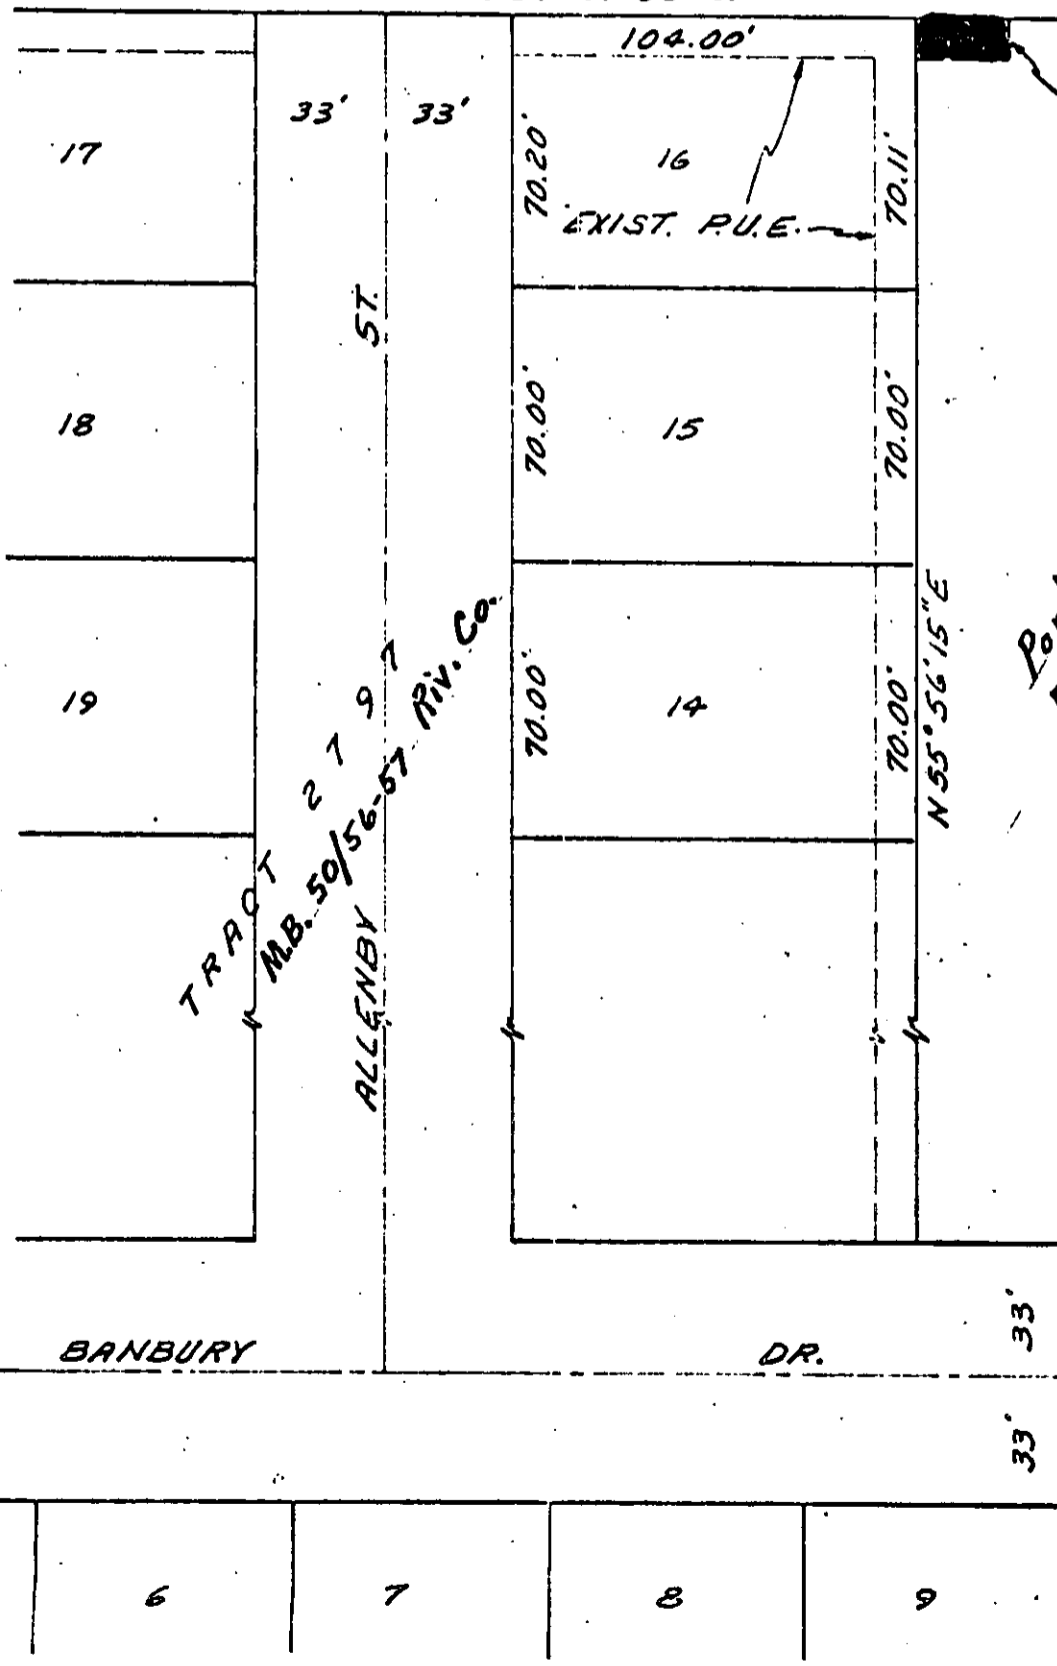 104.00'
33' 33'
17
70.20'
16
70.11'
EXIST. P.U.E.
ST.
18
70.00'
15
70.00'
19
TRACT 2797
M.B. 50/56-57 Riv. Co.
70.00'
14
70.00'
N 55° 56' 15" E
ALLENBY
33'
BANBURY DR.
33'
6 7 8 9